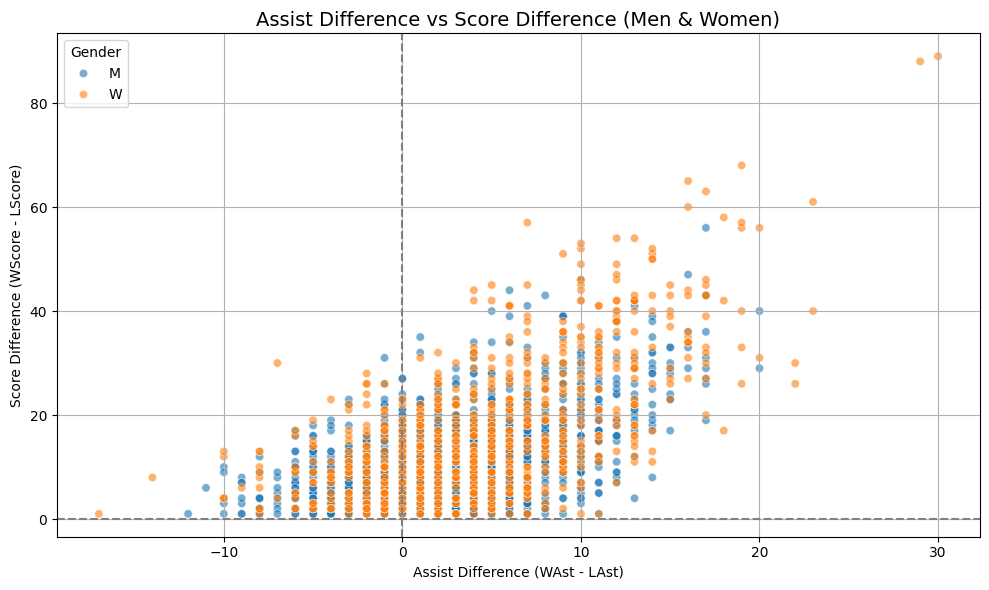 Assist Difference vs Score Difference (Men & Women)
Gender
M
W
80
60
40
20
0
Score Difference (WScore - LScore)
−10
0
10
20
30
Assist Difference (WAst - LAst)